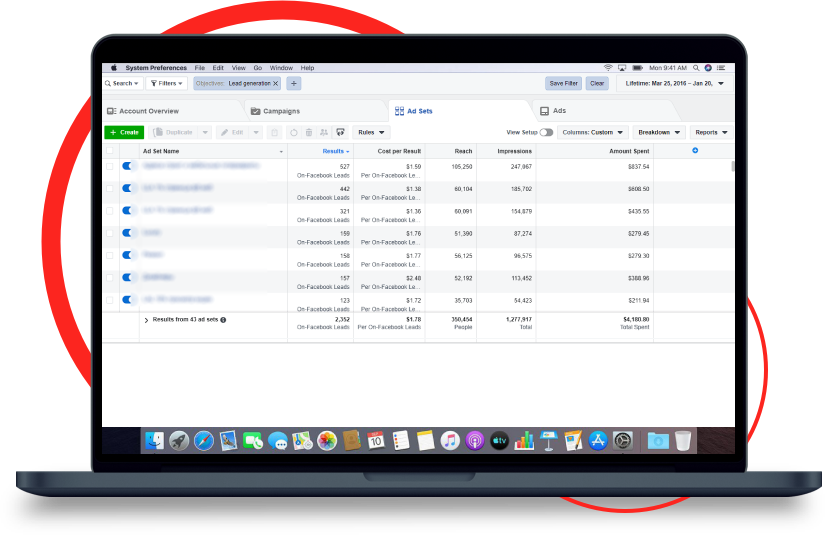 System Preferences File Edit View Go Window Help Mon 9:41 AM
Search Filters Objective: Lead generation × + Save Filter Clear Lifetime: Mar 25, 2016 – Jan 20,
Account Overview Campaigns Ad Sets Ads
+ Create Duplicate Edit Rules View Setup Columns: Custom Breakdown Reports
Ad Set Name Results Cost per Result Reach Impressions Amount Spent
527 $1.59 105,250 247,967 $837.54
On-Facebook Leads Per On-Facebook Le...
442 $1.38 60,104 185,702 $608.50
On-Facebook Leads Per On-Facebook Le...
321 $1.36 60,091 154,879 $435.55
On-Facebook Leads Per On-Facebook Le...
159 $1.76 51,390 87,274 $279.45
On-Facebook Leads Per On-Facebook Le...
158 $1.77 56,125 96,575 $279.30
On-Facebook Leads Per On-Facebook Le...
157 $2.48 52,192 113,452 $388.96
On-Facebook Leads Per On-Facebook Le...
123 $1.72 35,703 54,423 $211.94
On-Facebook Leads Per On-Facebook Le...
Results from 43 ad sets 2,352 $1.78 350,454 1,277,917 $4,180.80
On-Facebook Leads Per On-Facebook Leads People Total Total Spent
10
tv